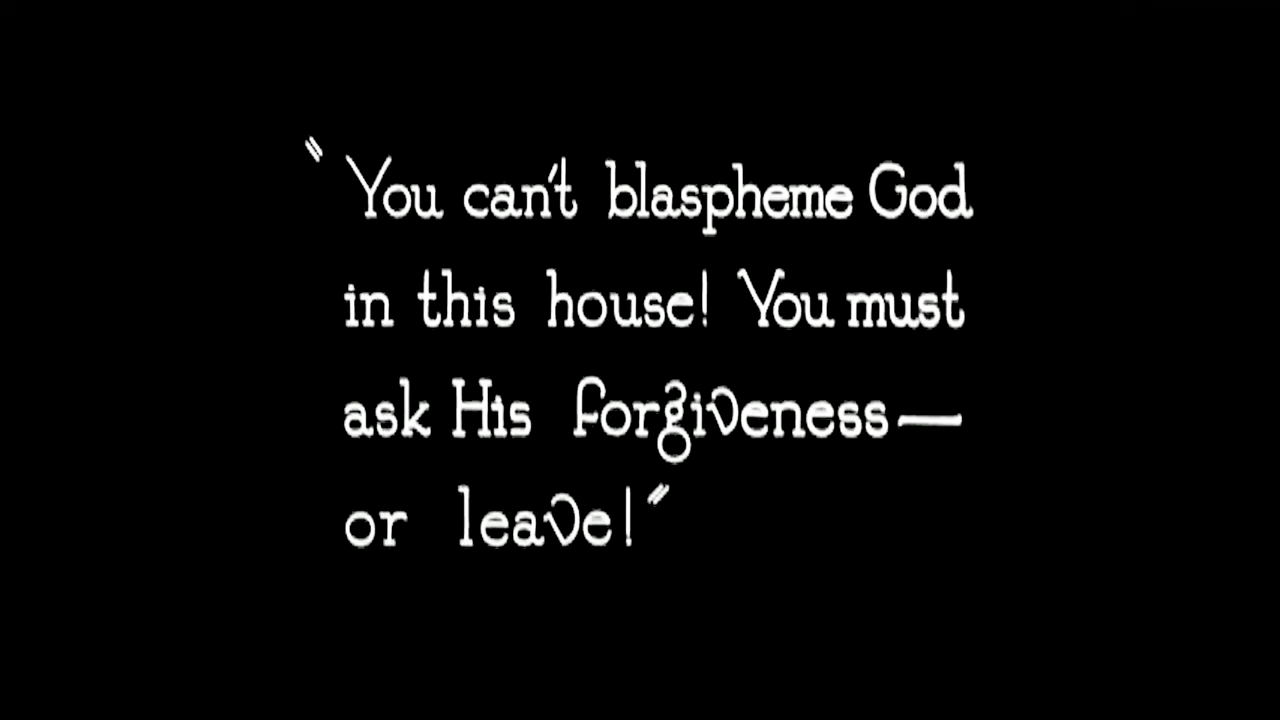 "You can't blaspheme God
in this house! You must
ask His forgiveness—
or leave!"